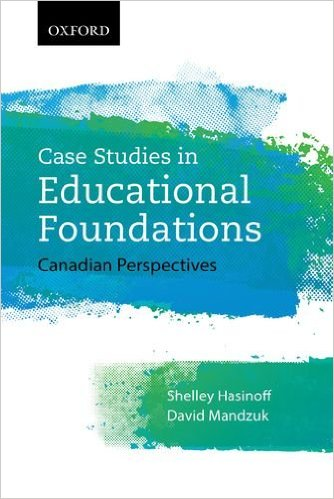 OXFORD
Case Studies in
Educational
Foundations
Canadian Perspectives
Shelley Hasinoff
David Mandzuk